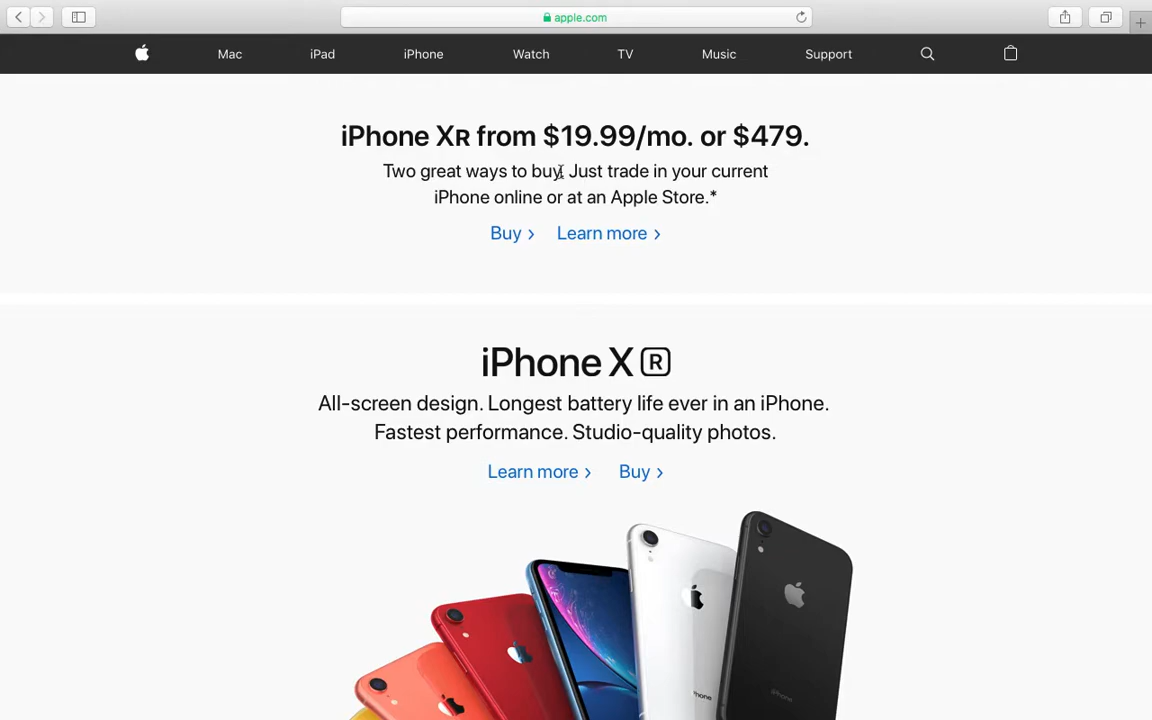 apple.com
Mac iPad iPhone Watch TV Music Support
iPhone XR from $19.99/mo. or $479.
Two great ways to buy. Just trade in your current
iPhone online or at an Apple Store.*
Buy > Learn more >
iPhone XR
All-screen design. Longest battery life ever in an iPhone.
Fastest performance. Studio-quality photos.
Learn more > Buy >
iPhone
iPhone